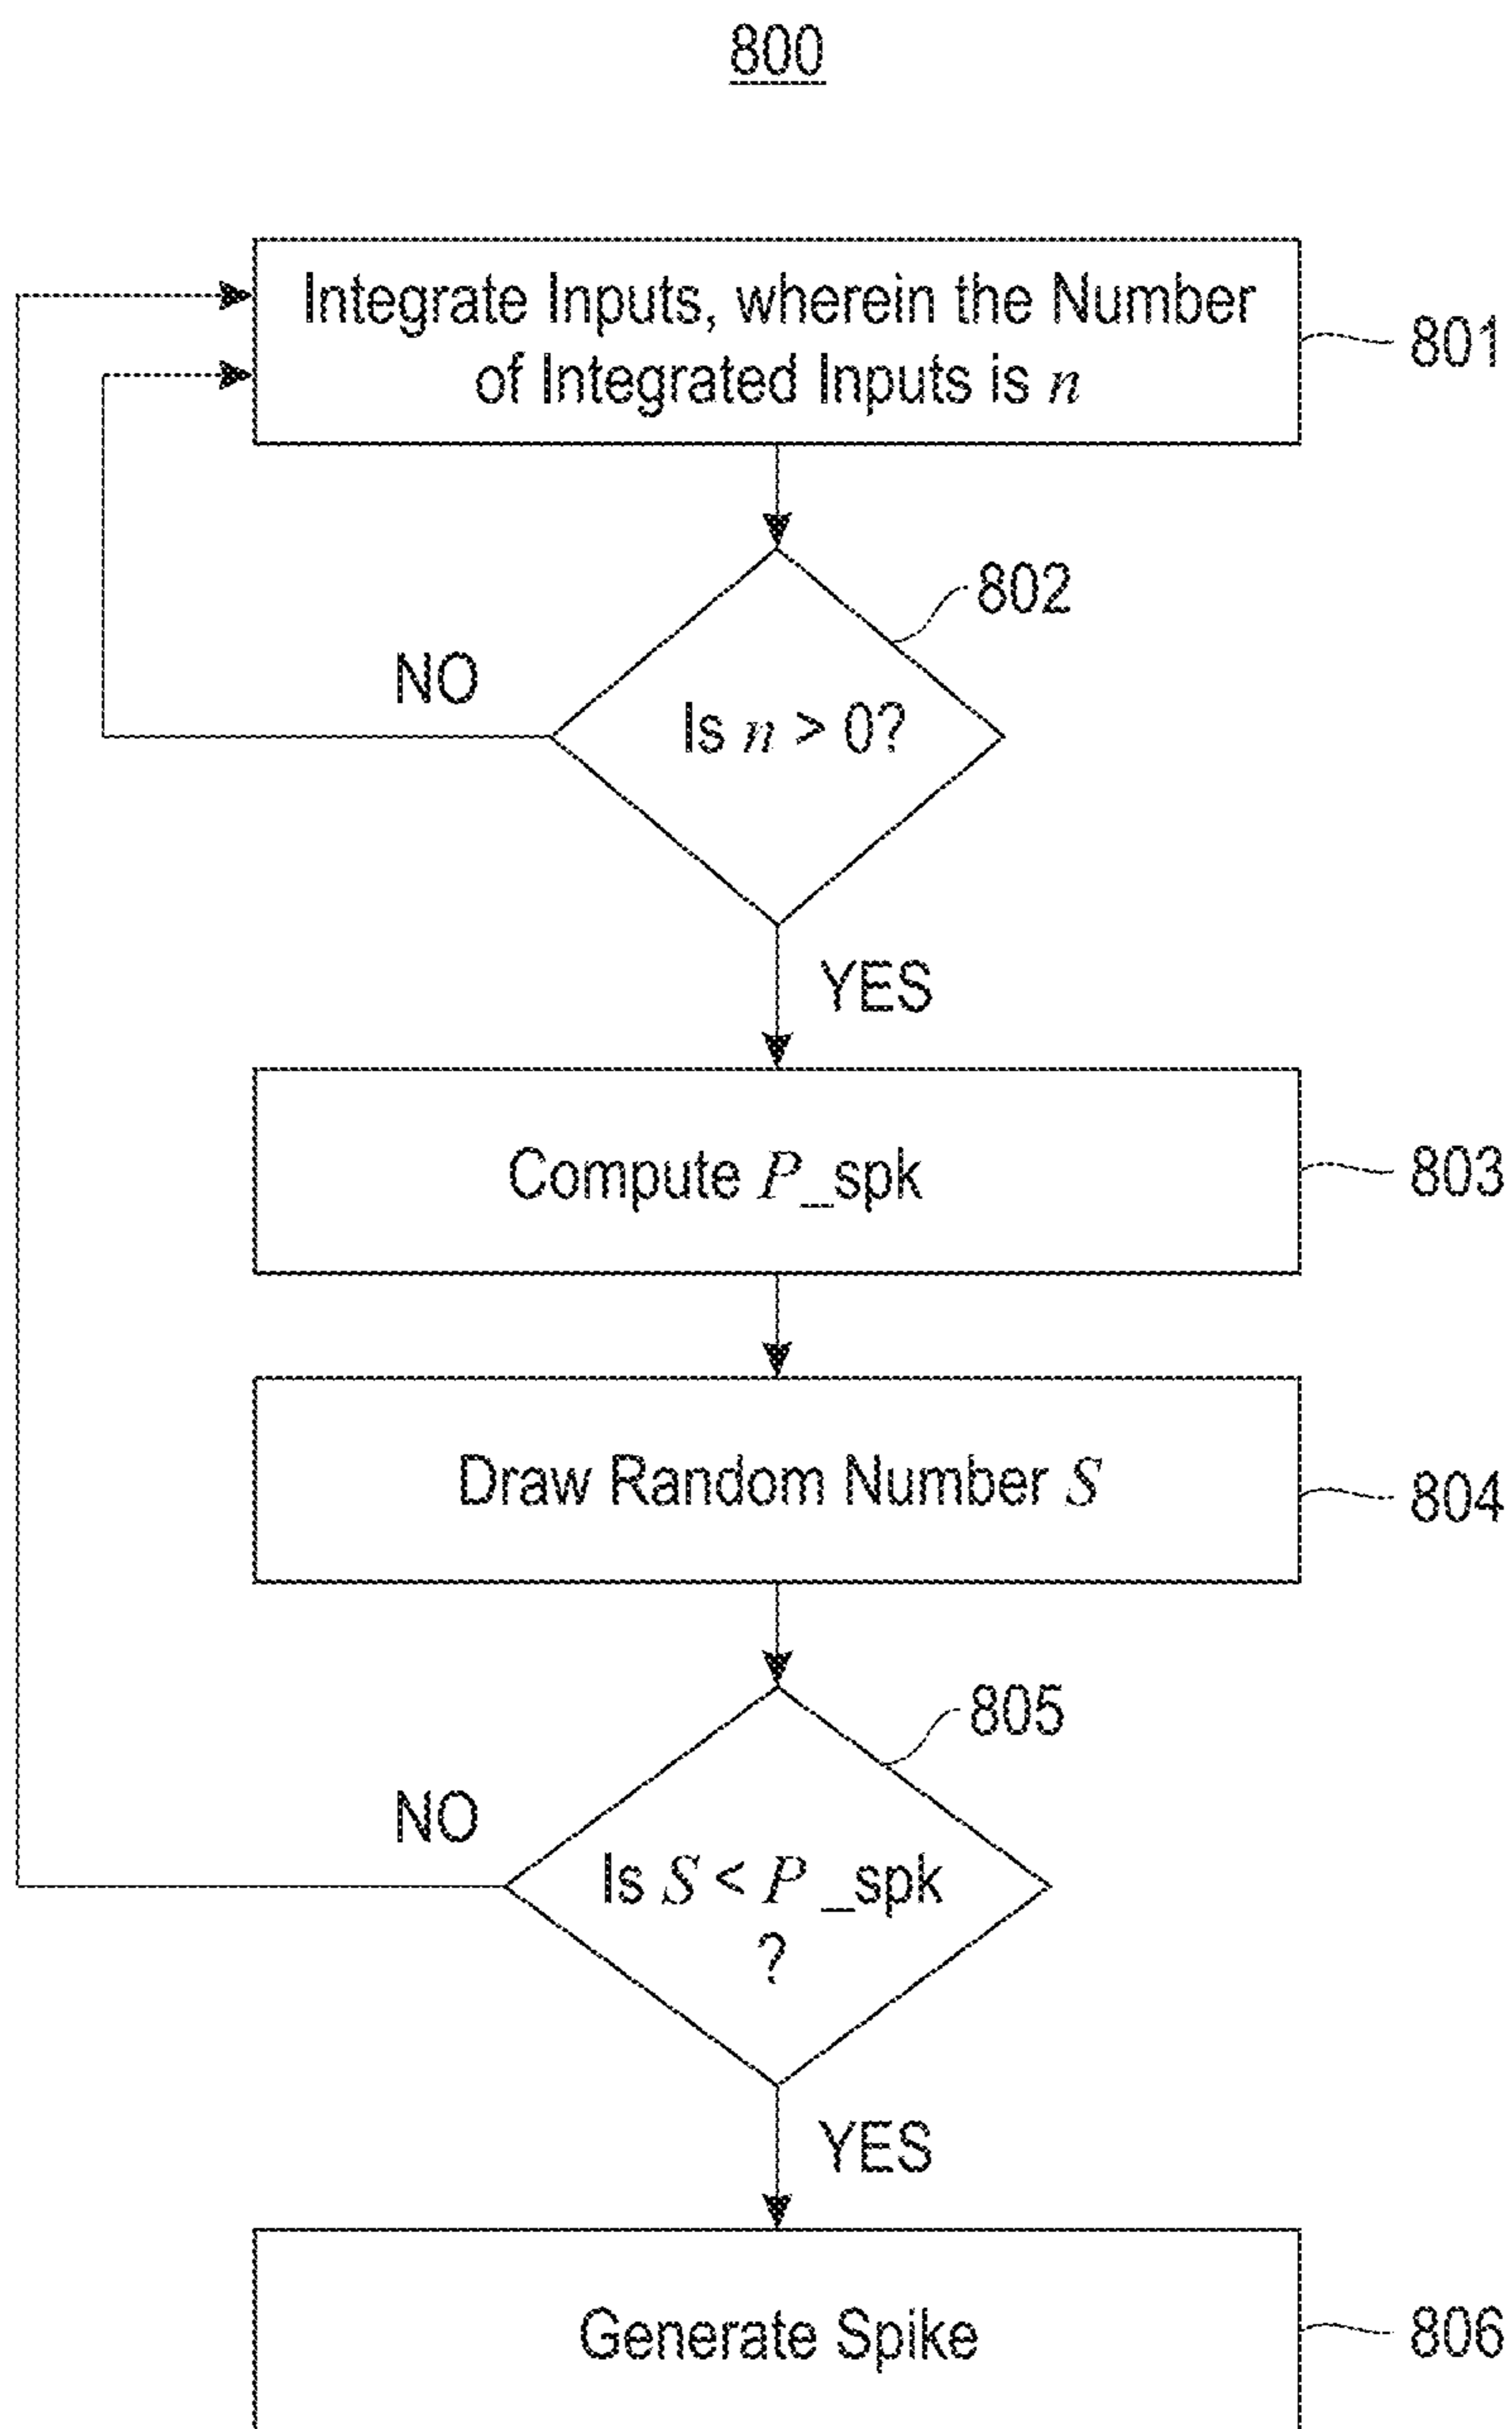 800
Integrate Inputs, wherein the Number
of Integrated Inputs is n
801
802
NO
Is n > 0?
YES
Compute P_spk
803
Draw Random Number S
804
805
NO
Is S < P_spk
?
YES
Generate Spike
806